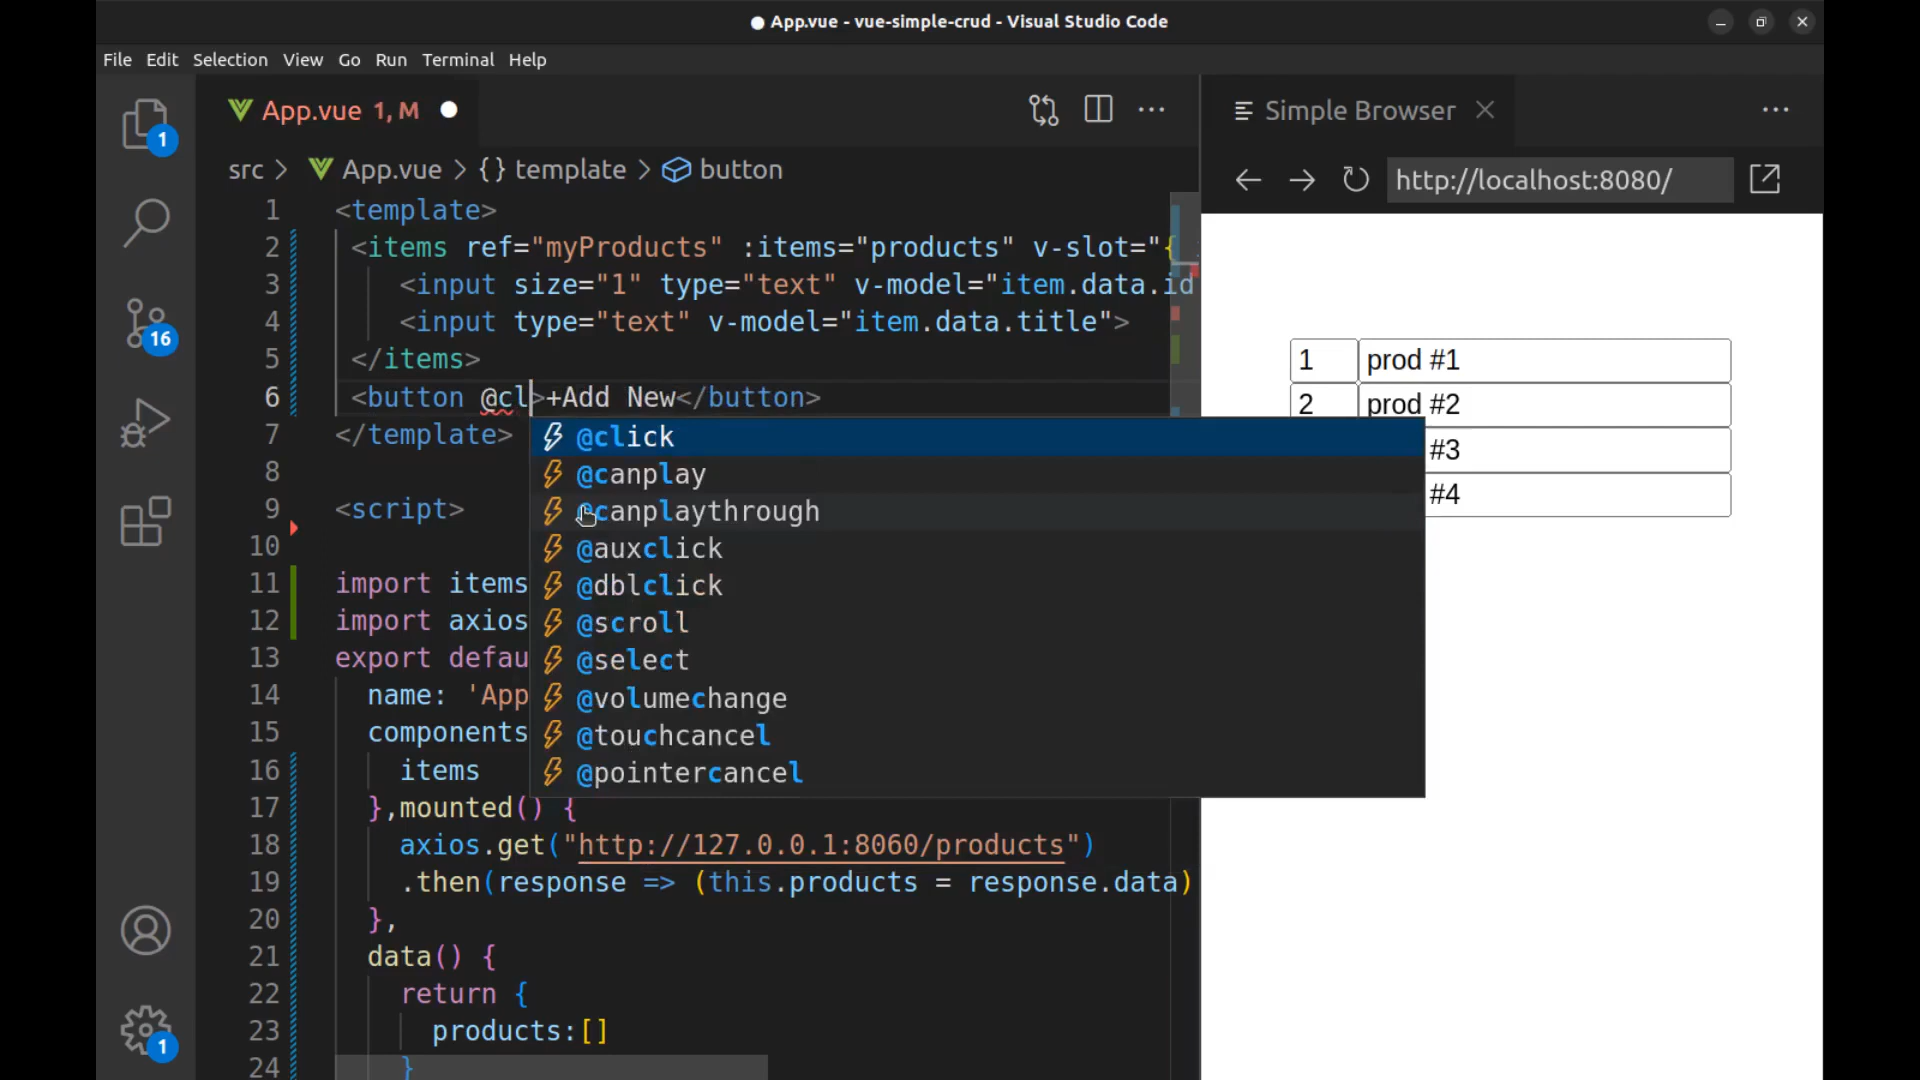 ● App.vue - vue-simple-crud - Visual Studio Code
File Edit Selection View Go Run Terminal Help
App.vue 1, M ●
Simple Browser
src > App.vue > {} template > button
http://localhost:8080/
1 <template>
2 <items ref="myProducts" :items="products" v-slot="{
3 <input size="1" type="text" v-model="item.data.id
4 <input type="text" v-model="item.data.title">
5 </items>
6 <button @cl>+Add New</button>
7 </template>
8
9 <script>
10
11 import items
12 import axios
13 export defau
14 name: 'App
15 components
16 items
17 },mounted() {
18 axios.get("http://127.0.0.1:8060/products")
19 .then(response => (this.products = response.data)
20 },
21 data() {
22 return {
23 products:[]
24 }
@click
@canplay
@canplaythrough
@auxclick
@dblclick
@scroll
@select
@volumechange
@touchcancel
@pointercancel
1 prod #1
2 prod #2
#3
#4
1
16
1